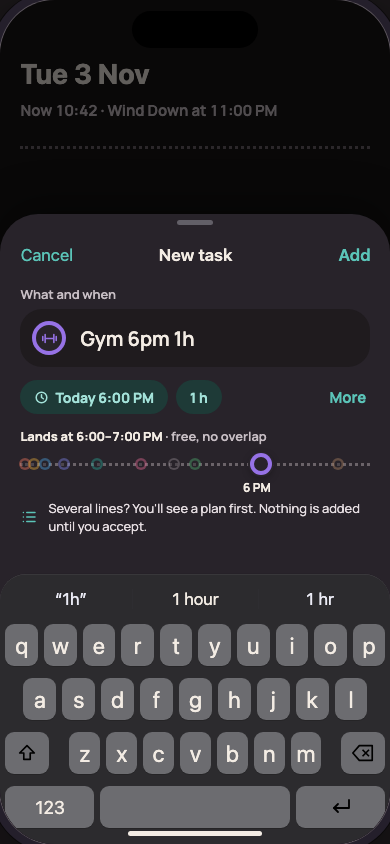 Tue 3 Nov
Now 10:42 · Wind Down at 11:00 PM
Cancel
New task
Add
What and when
Gym 6pm 1h
Today 6:00 PM
1 h
More
Lands at 6:00–7:00 PM · free, no overlap
6 PM
Several lines? You'll see a plan first. Nothing is added
until you accept.
“1h”
1 hour
1 hr
q w e r t y u i o p
a s d f g h j k l
z x c v b n m
123